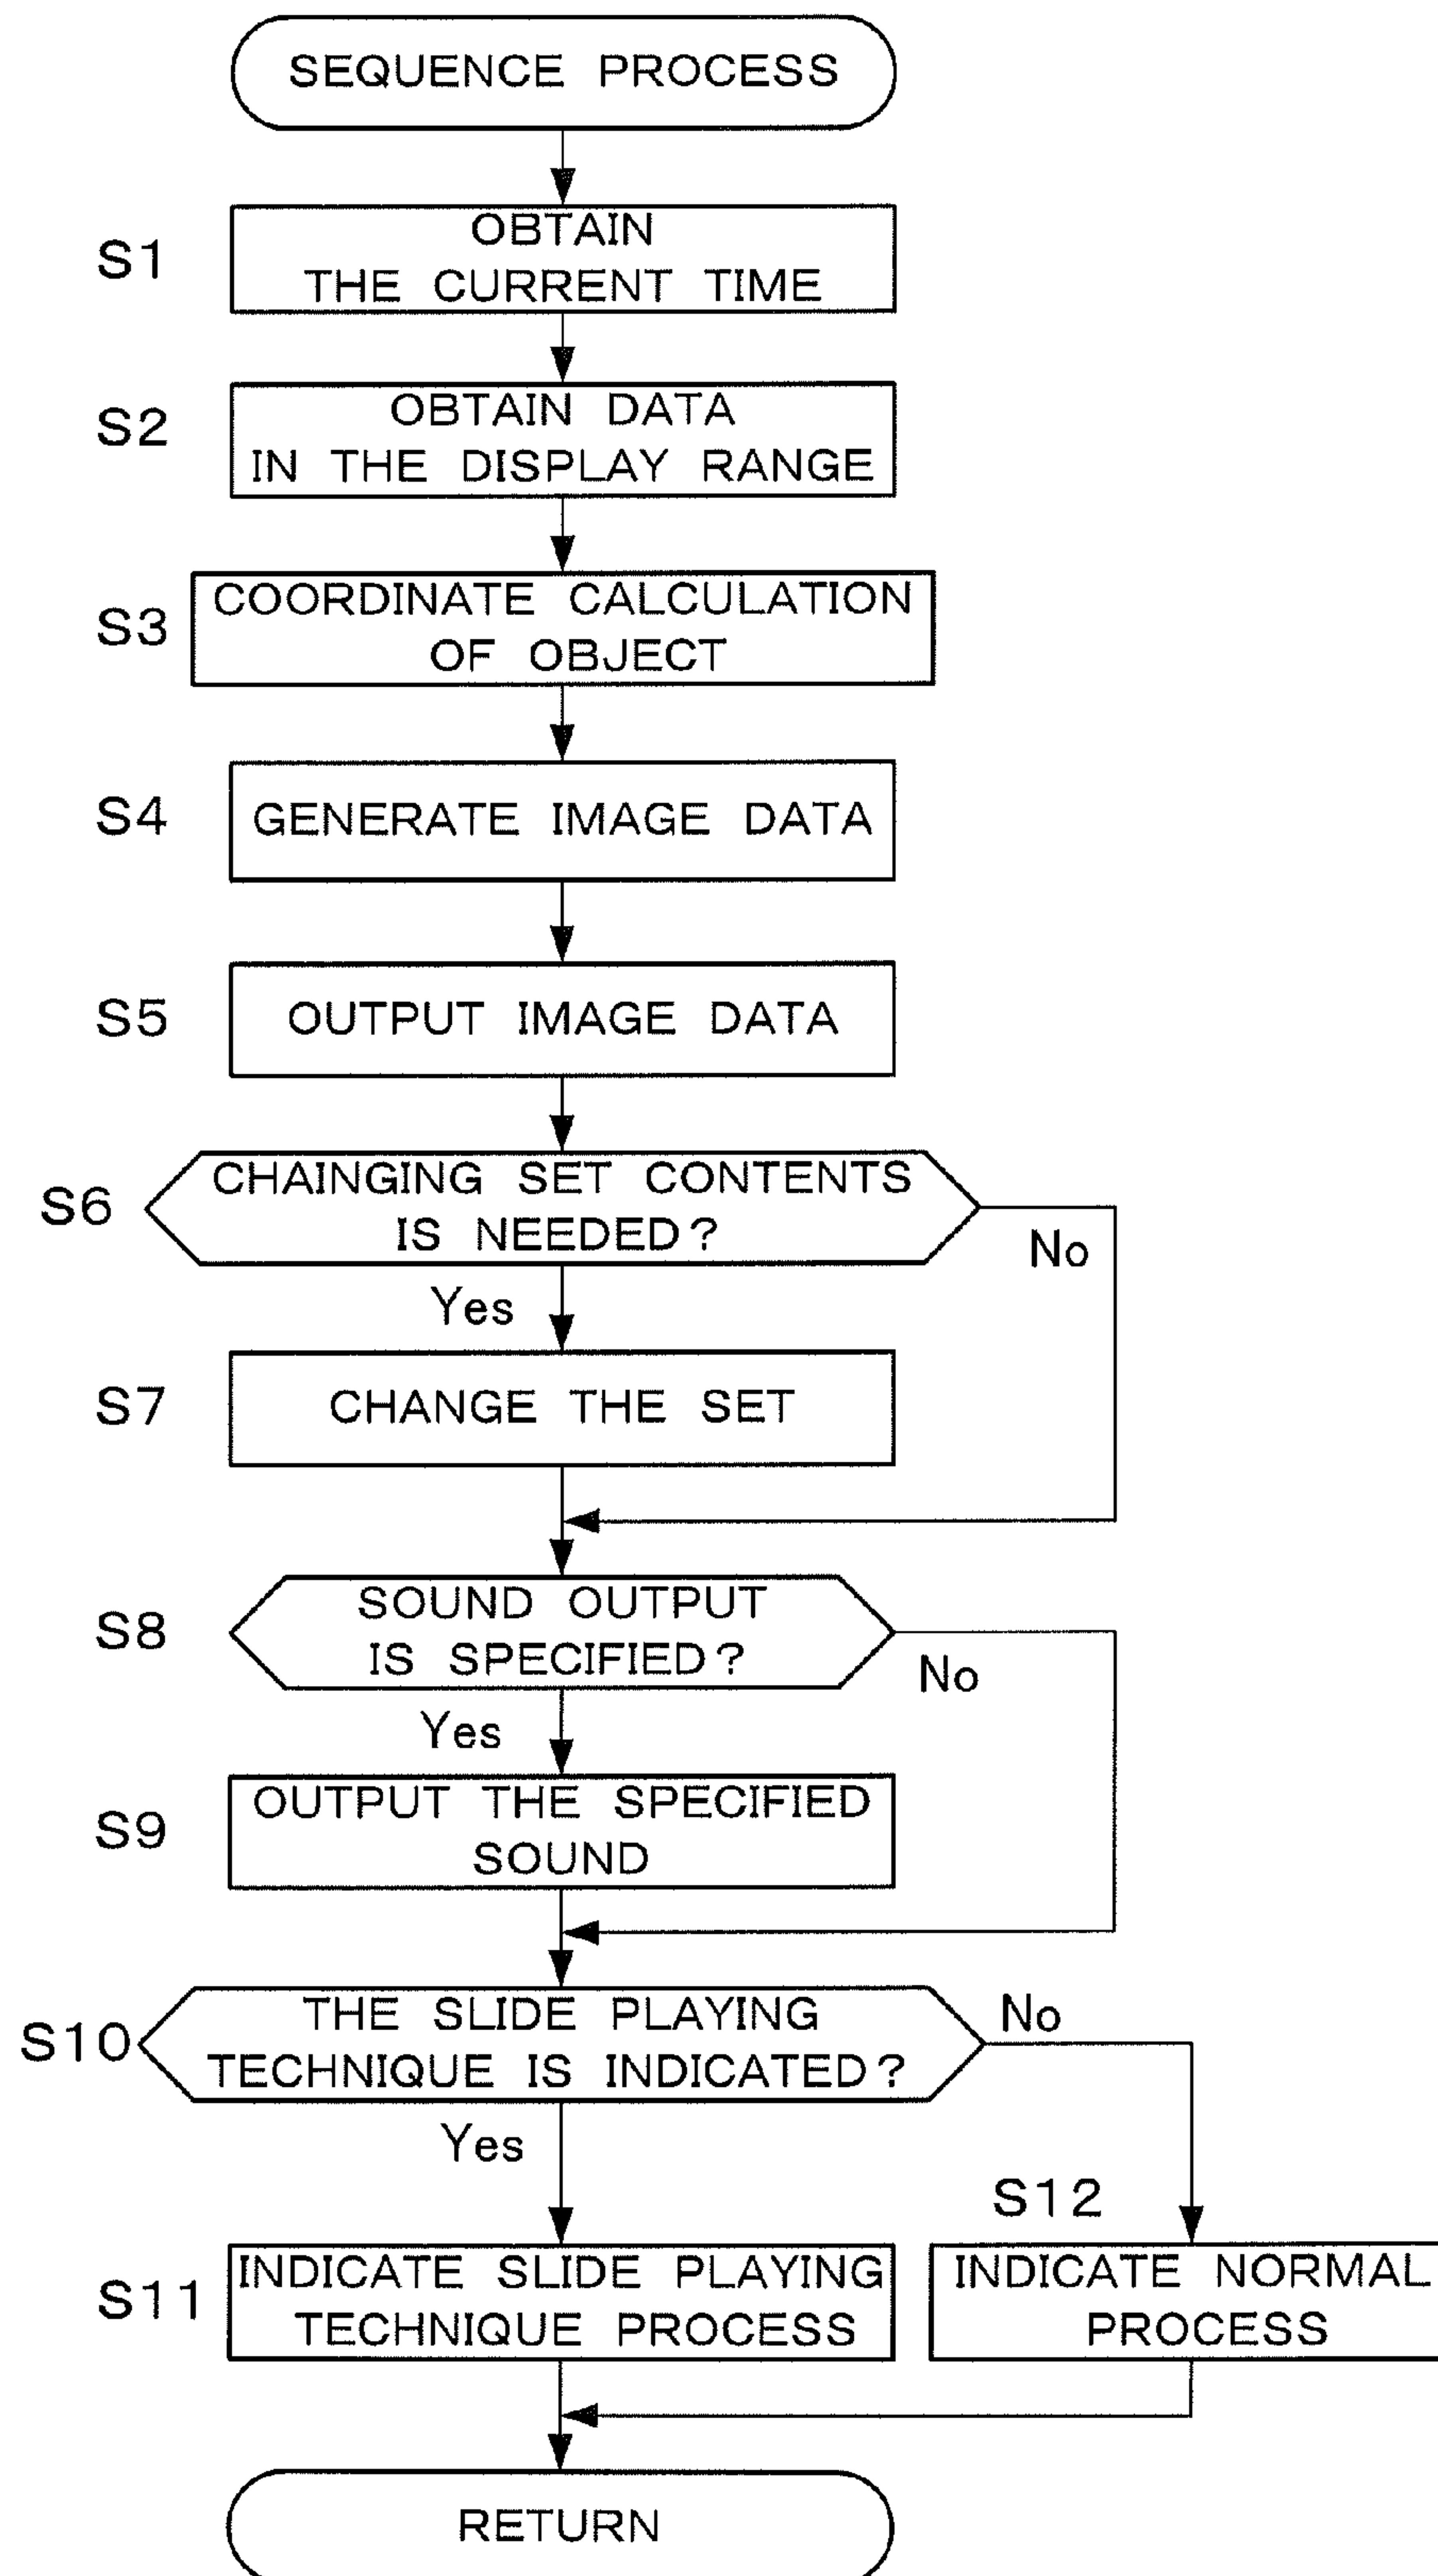 SEQUENCE PROCESS
S1
OBTAIN
THE CURRENT TIME
S2
OBTAIN DATA
IN THE DISPLAY RANGE
S3
COORDINATE CALCULATION
OF OBJECT
S4
GENERATE IMAGE DATA
S5
OUTPUT IMAGE DATA
S6
CHAINGING SET CONTENTS
IS NEEDED?
No
Yes
S7
CHANGE THE SET
S8
SOUND OUTPUT
IS SPECIFIED?
No
Yes
S9
OUTPUT THE SPECIFIED
SOUND
S10
THE SLIDE PLAYING
TECHNIQUE IS INDICATED?
No
Yes
S11
INDICATE SLIDE PLAYING
TECHNIQUE PROCESS
S12
INDICATE NORMAL
PROCESS
RETURN